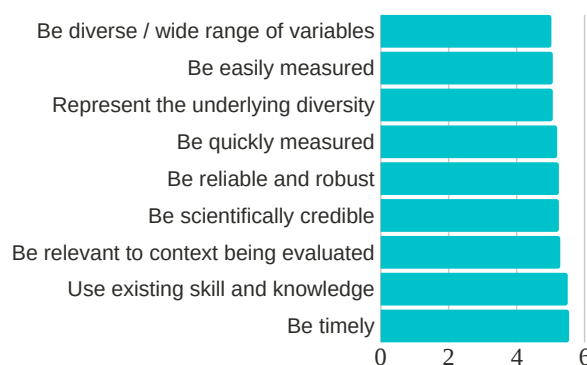 Be diverse / wide range of variables
Be easily measured
Represent the underlying diversity
Be quickly measured
Be reliable and robust
Be scientifically credible
Be relevant to context being evaluated
Use existing skill and knowledge
Be timely
0 2 4 6